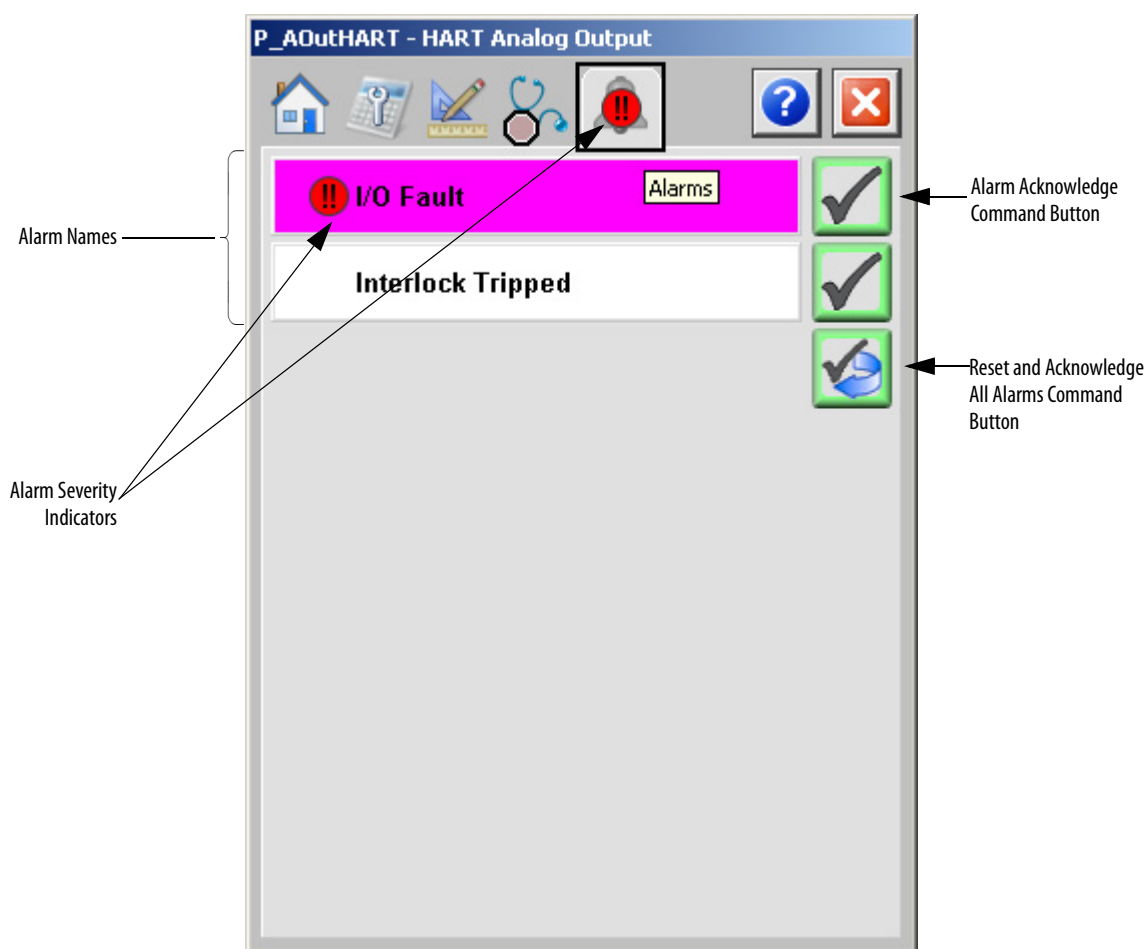 P_AOutHART - HART Analog Output
?
!!
Alarm Names
!! I/O Fault
Alarms
Alarm Acknowledge
Command Button
Interlock Tripped
Reset and Acknowledge
All Alarms Command
Button
Alarm Severity
Indicators